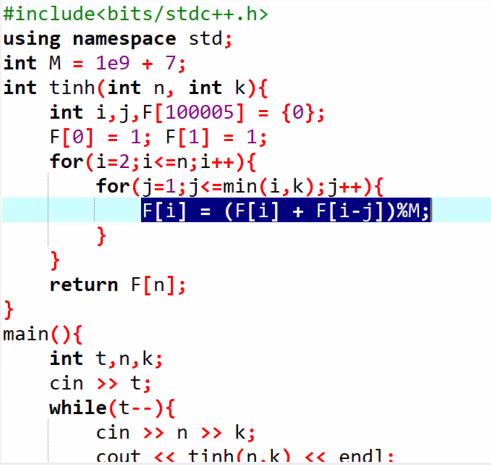 #include<bits/stdc++.h>
using namespace std;
int M = 1e9 + 7;
int tinh(int n, int k){
    int i,j,F[100005] = {0};
    F[0] = 1; F[1] = 1;
    for(i=2;i<=n;i++){
        for(j=1;j<=min(i,k);j++){
            F[i] = (F[i] + F[i-j])%M;
        }
    }
    return F[n];
}
main(){
    int t,n,k;
    cin >> t;
    while(t--){
        cin >> n >> k;
        cout << tinh(n,k) << endl;